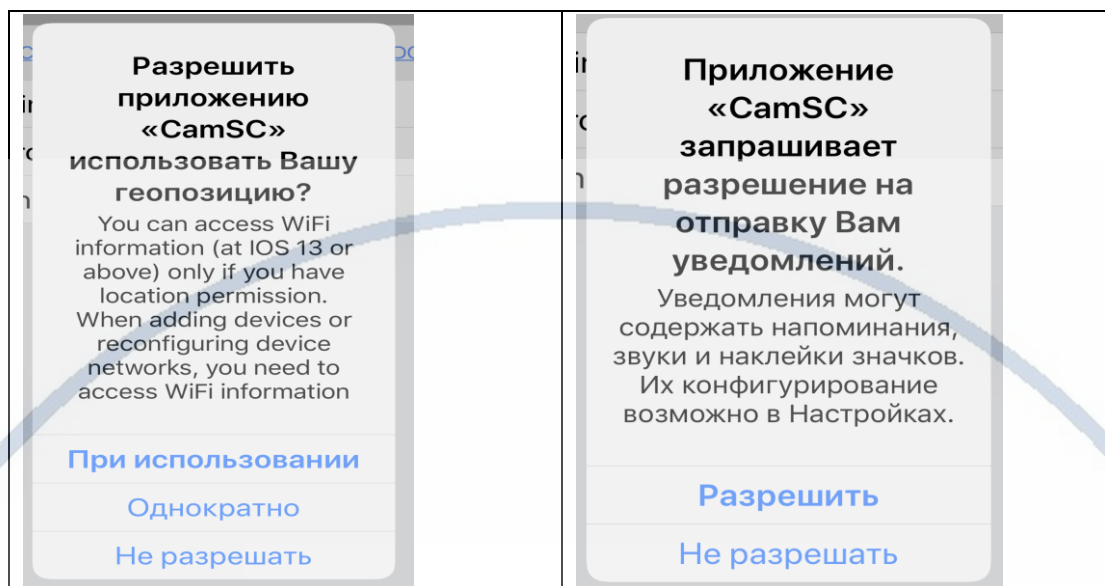 Разрешить
приложению
«CamSC»
использовать Вашу
геопозицию?
You can access WiFi
information (at IOS 13 or
above) only if you have
location permission.
When adding devices or
reconfiguring device
networks, you need to
access WiFi information
При использовании
Однократно
Не разрешать
Приложение
«CamSC»
запрашивает
разрешение на
отправку Вам
уведомлений.
Уведомления могут
содержать напоминания,
звуки и наклейки значков.
Их конфигурирование
возможно в Настройках.
Разрешить
Не разрешать